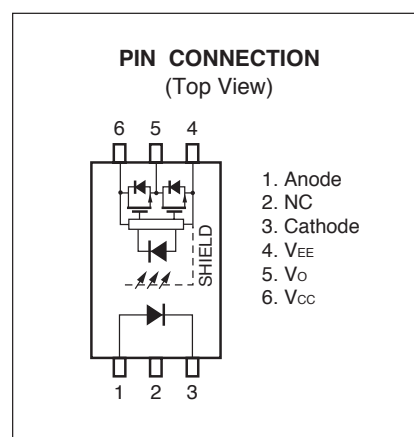 PIN CONNECTION
(Top View)
6 5 4
SHIELD
1 2 3
1. Anode
2. NC
3. Cathode
4. VEE
5. VO
6. VCC